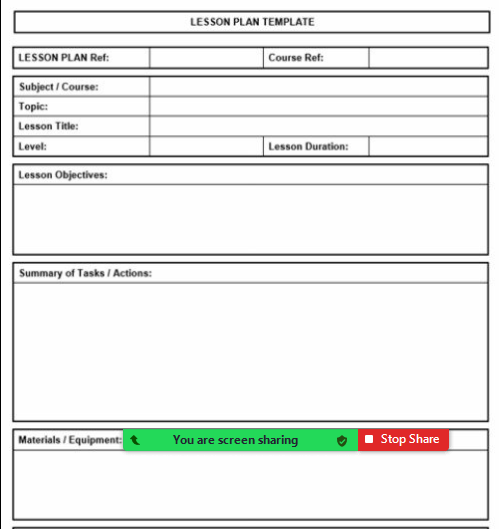 LESSON PLAN TEMPLATE
LESSON PLAN Ref: Course Ref:
Subject / Course:
Topic:
Lesson Title:
Level: Lesson Duration:
Lesson Objectives:
Summary of Tasks / Actions:
Materials / Equipment: You are screen sharing Stop Share